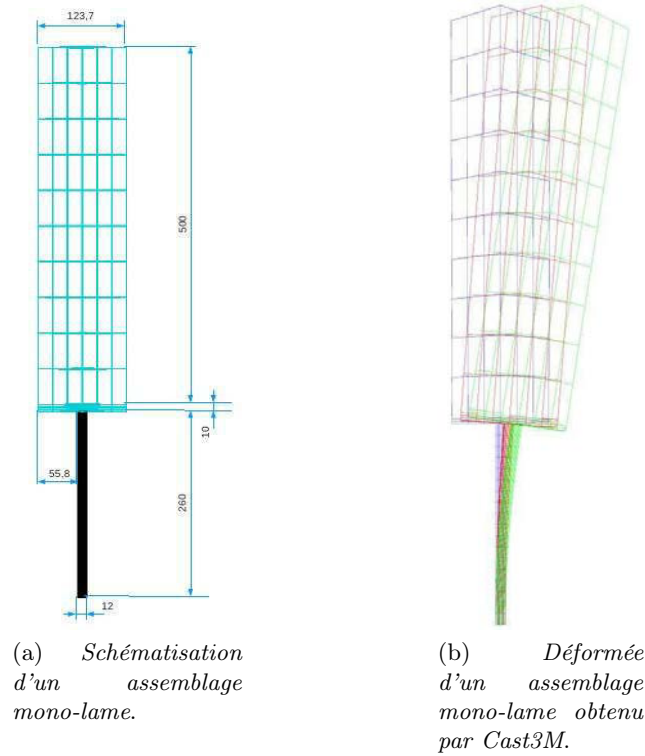 123,7
500
10
55,8
260
12
(a) Schématisation
d'un assemblage
mono-lame.
(b) Déformée
d'un assemblage
mono-lame obtenu
par Cast3M.